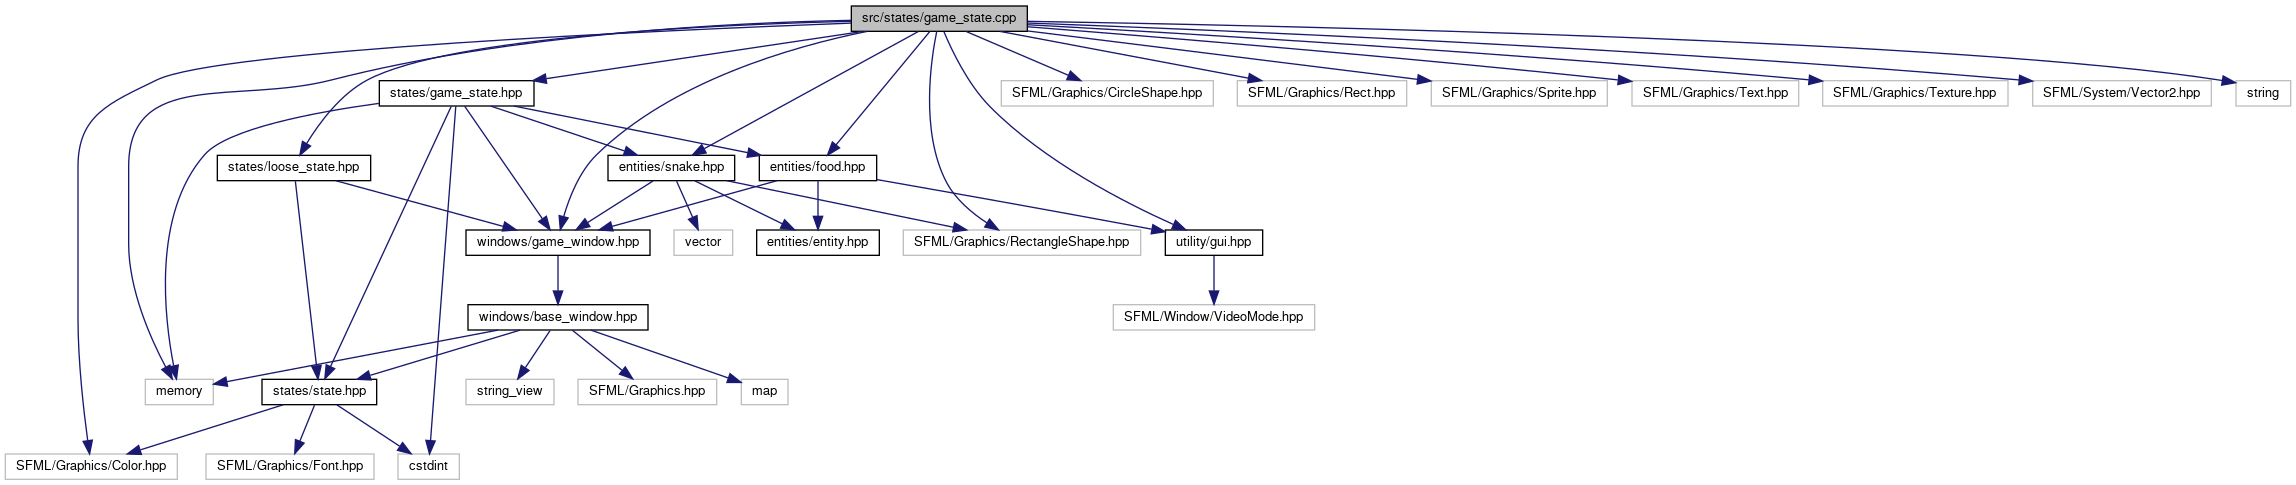 src/states/game_state.cpp
states/game_state.hpp
SFML/Graphics/CircleShape.hpp
SFML/Graphics/Rect.hpp
SFML/Graphics/Sprite.hpp
SFML/Graphics/Text.hpp
SFML/Graphics/Texture.hpp
SFML/System/Vector2.hpp
string
states/loose_state.hpp
entities/snake.hpp
entities/food.hpp
windows/game_window.hpp
vector
entities/entity.hpp
SFML/Graphics/RectangleShape.hpp
utility/gui.hpp
windows/base_window.hpp
SFML/Window/VideoMode.hpp
memory
states/state.hpp
string_view
SFML/Graphics.hpp
map
SFML/Graphics/Color.hpp
SFML/Graphics/Font.hpp
cstdint